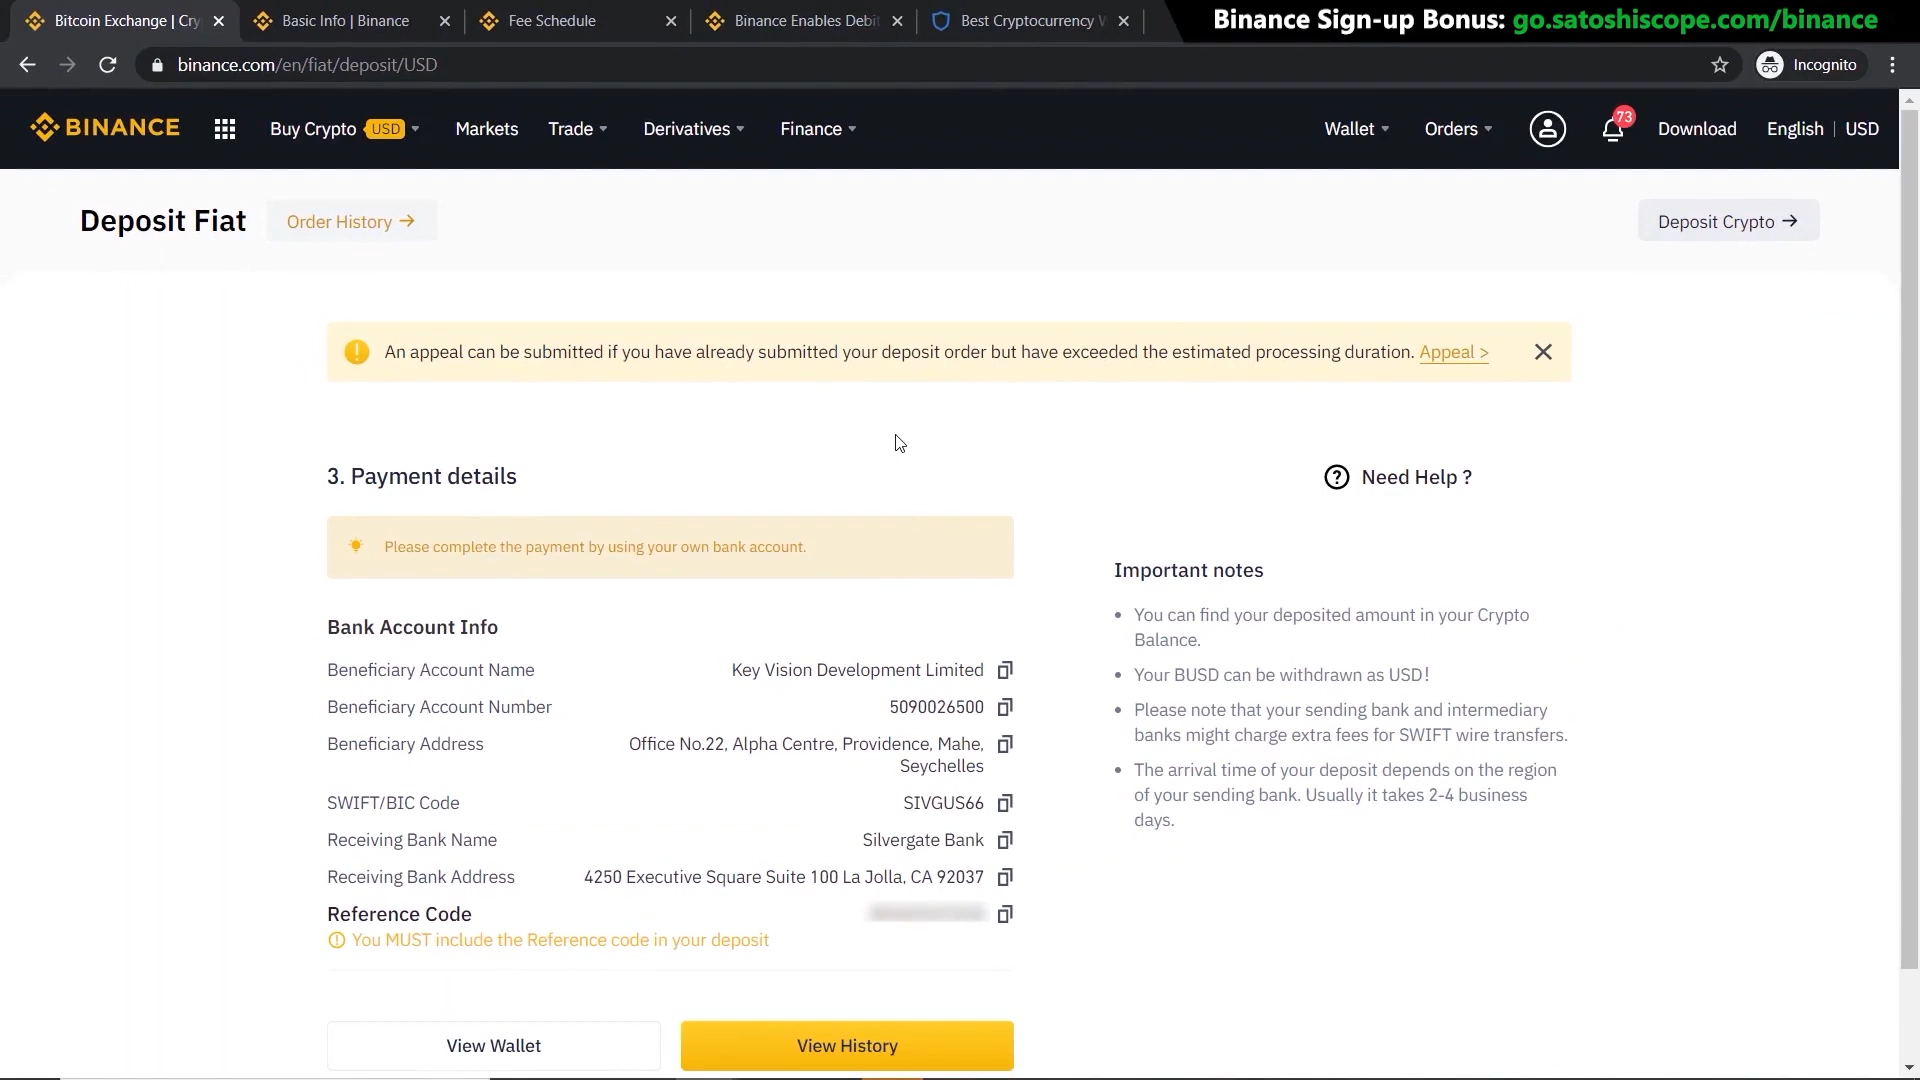 Bitcoin Exchange | Cry
Basic Info | Binance
Fee Schedule
Binance Enables Debit
Best Cryptocurrency W
Binance Sign-up Bonus: go.satoshiscope.com/binance
binance.com/en/fiat/deposit/USD
Incognito
BINANCE
Buy Crypto USD
Markets
Trade
Derivatives
Finance
Wallet
Orders
73
Download
English | USD
Deposit Fiat
Order History →
Deposit Crypto →
An appeal can be submitted if you have already submitted your deposit order but have exceeded the estimated processing duration. Appeal >
3. Payment details
Need Help ?
Please complete the payment by using your own bank account.
Bank Account Info
Beneficiary Account Name Key Vision Development Limited
Beneficiary Account Number 5090026500
Beneficiary Address Office No.22, Alpha Centre, Providence, Mahe,
Seychelles
SWIFT/BIC Code SIVGUS66
Receiving Bank Name Silvergate Bank
Receiving Bank Address 4250 Executive Square Suite 100 La Jolla, CA 92037
Reference Code
You MUST include the Reference code in your deposit
View Wallet
View History
Important notes
• You can find your deposited amount in your Crypto
Balance.
• Your BUSD can be withdrawn as USD!
• Please note that your sending bank and intermediary
banks might charge extra fees for SWIFT wire transfers.
• The arrival time of your deposit depends on the region
of your sending bank. Usually it takes 2-4 business
days.